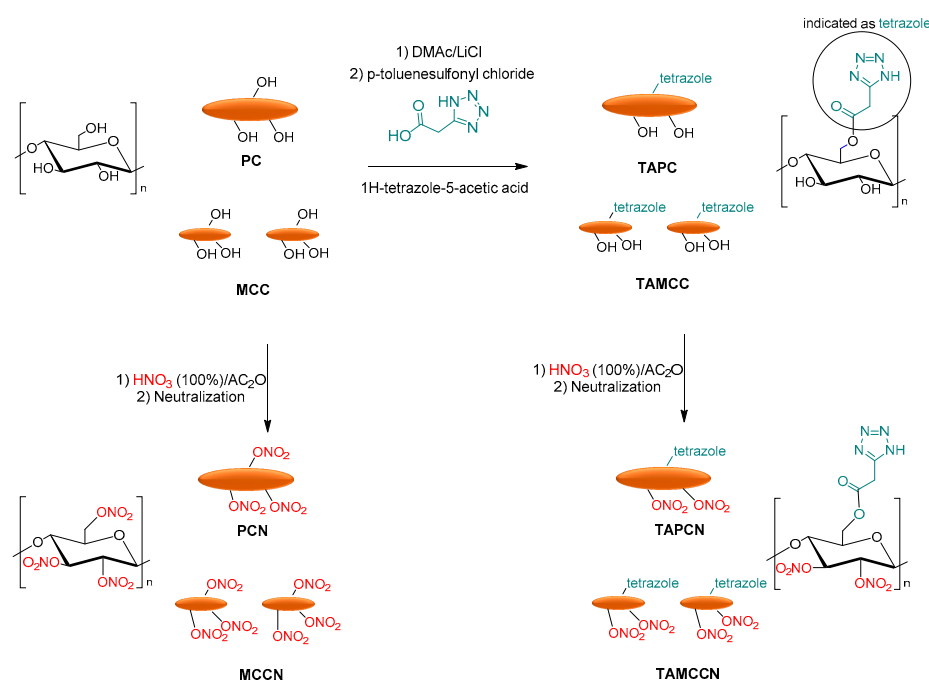 indicated as tetrazole
N=N
N NH
O
O
1) DMAc/LiCl
2) p-toluenesulfonyl chloride
HN N
N
N
O
HO
1H-tetrazole-5-acetic acid
OH
O
O
HO
OH
n
OH
OH OH
PC
OH
OH
OH
OH
OH
OH
MCC
tetrazole
OH OH
TAPC
tetrazole
tetrazole
OH
OH
OH
OH
TAMCC
O
O
HO
OH
n
1) HNO3 (100%)/AC2O
2) Neutralization
1) HNO3 (100%)/AC2O
2) Neutralization
ONO2
O
O
O2NO
ONO2
n
ONO2
ONO2 ONO2
PCN
ONO2
ONO2
ONO2
ONO2
ONO2
ONO2
MCCN
tetrazole
ONO2 ONO2
TAPCN
tetrazole
tetrazole
ONO2
ONO2
ONO2
ONO2
TAMCCN
N=N
N NH
O
O
O
O
O2NO
ONO2
n